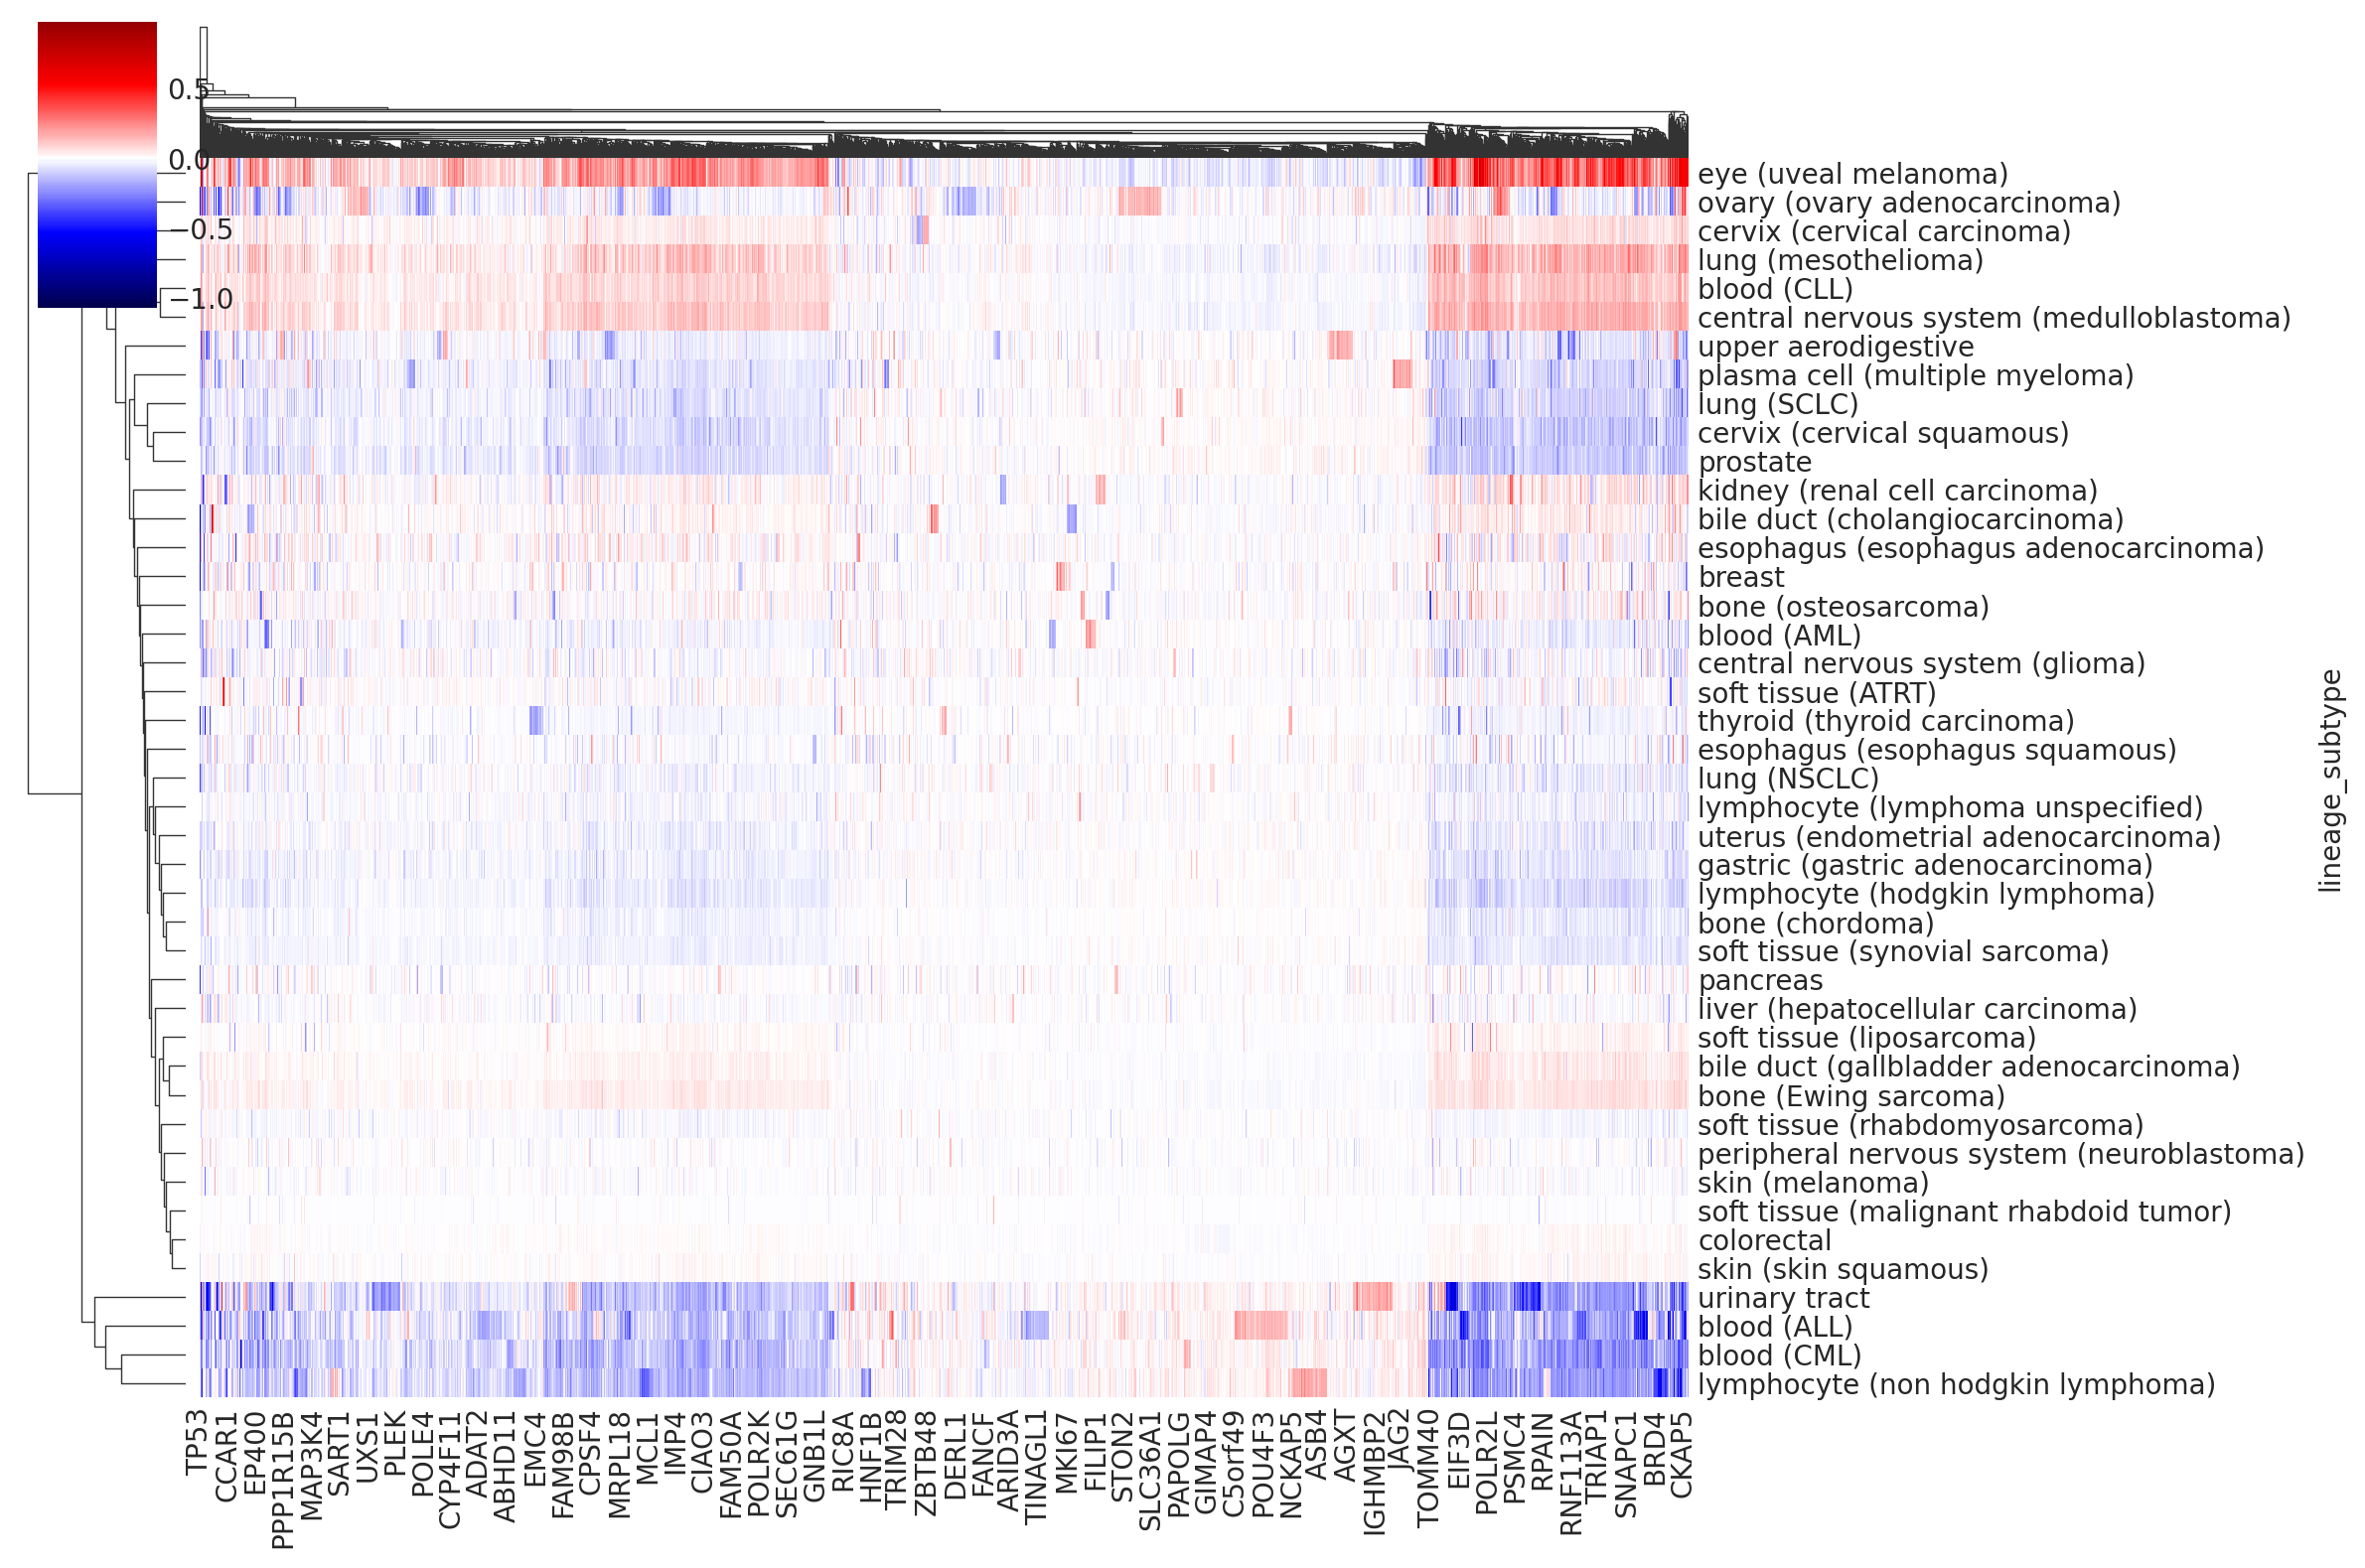 0.5
0.0
−0.5
−1.0
eye (uveal melanoma)
ovary (ovary adenocarcinoma)
cervix (cervical carcinoma)
lung (mesothelioma)
blood (CLL)
central nervous system (medulloblastoma)
upper aerodigestive
plasma cell (multiple myeloma)
lung (SCLC)
cervix (cervical squamous)
prostate
kidney (renal cell carcinoma)
bile duct (cholangiocarcinoma)
esophagus (esophagus adenocarcinoma)
breast
bone (osteosarcoma)
blood (AML)
central nervous system (glioma)
soft tissue (ATRT)
thyroid (thyroid carcinoma)
esophagus (esophagus squamous)
lung (NSCLC)
lymphocyte (lymphoma unspecified)
uterus (endometrial adenocarcinoma)
gastric (gastric adenocarcinoma)
lymphocyte (hodgkin lymphoma)
bone (chordoma)
soft tissue (synovial sarcoma)
pancreas
liver (hepatocellular carcinoma)
soft tissue (liposarcoma)
bile duct (gallbladder adenocarcinoma)
bone (Ewing sarcoma)
soft tissue (rhabdomyosarcoma)
peripheral nervous system (neuroblastoma)
skin (melanoma)
soft tissue (malignant rhabdoid tumor)
colorectal
skin (skin squamous)
urinary tract
blood (ALL)
blood (CML)
lymphocyte (non hodgkin lymphoma)
lineage_subtype
TP53
CCAR1
EP400
PPP1R15B
MAP3K4
SART1
UXS1
PLEK
POLE4
CYP4F11
ADAT2
ABHD11
EMC4
FAM98B
CPSF4
MRPL18
MCL1
IMP4
CIAO3
FAM50A
POLR2K
SEC61G
GNB1L
RIC8A
HNF1B
TRIM28
ZBTB48
DERL1
FANCF
ARID3A
TINAGL1
MKI67
FILIP1
STON2
SLC36A1
PAPOLG
GIMAP4
C5orf49
POU4F3
NCKAP5
ASB4
AGXT
IGHMBP2
JAG2
TOMM40
EIF3D
POLR2L
PSMC4
RPAIN
RNF113A
TRIAP1
SNAPC1
BRD4
CKAP5